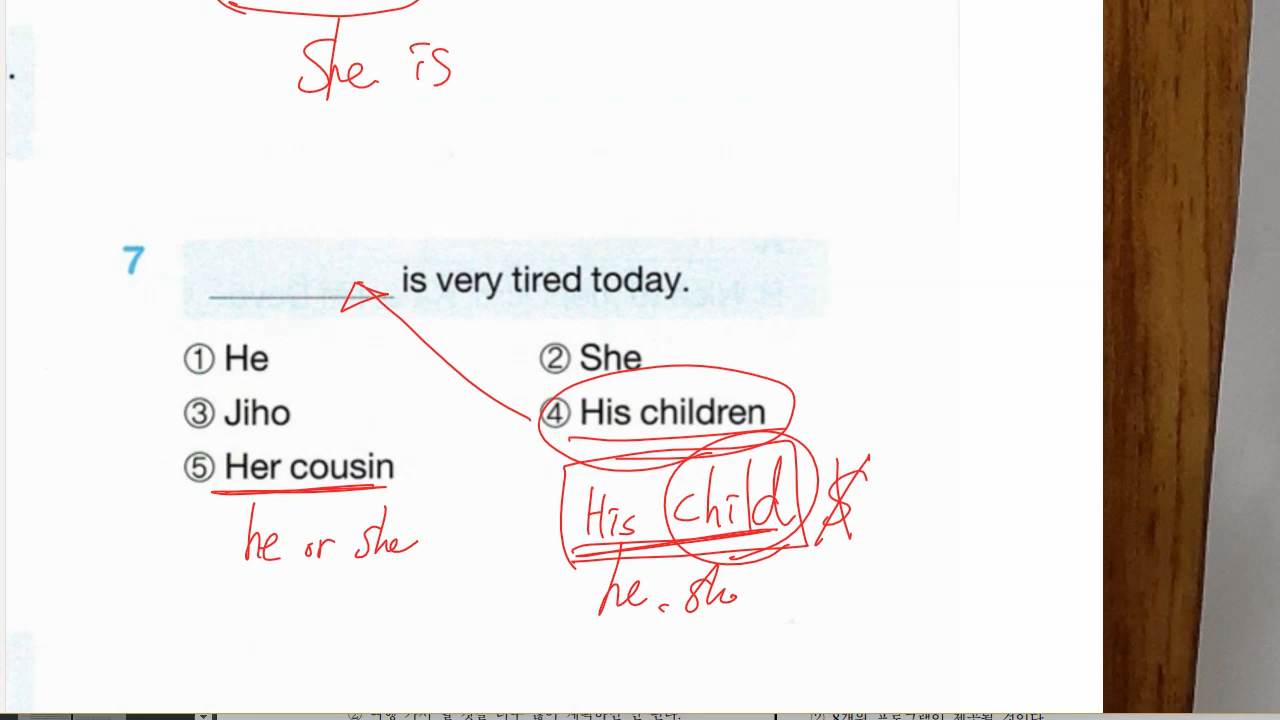 She is
7
is very tired today.
① He
② She
③ Jiho
④ His children
⑤ Her cousin
His child
he or she
he.